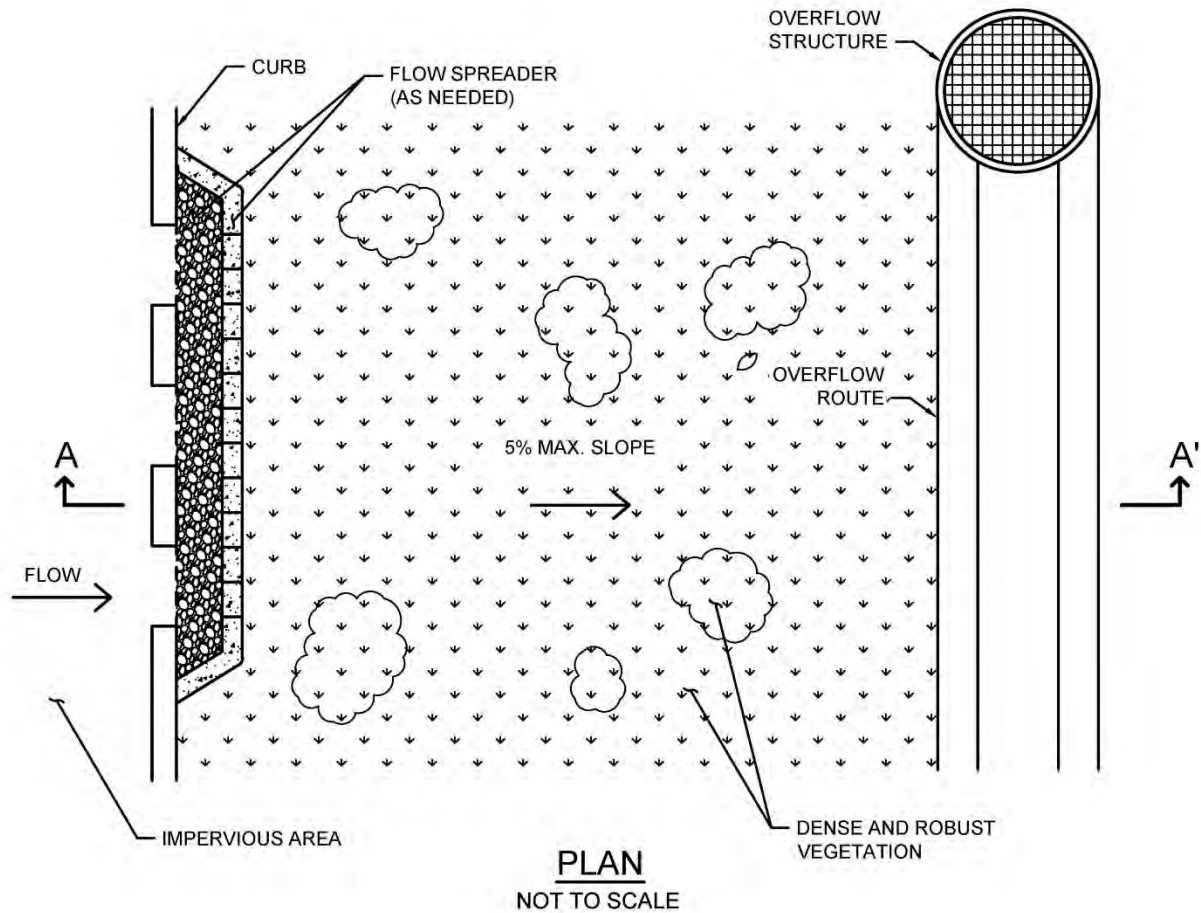 OVERFLOW
STRUCTURE
CURB
FLOW SPREADER
(AS NEEDED)
OVERFLOW
ROUTE
5% MAX. SLOPE
A
A'
FLOW
IMPERVIOUS AREA
DENSE AND ROBUST
VEGETATION
PLAN
NOT TO SCALE